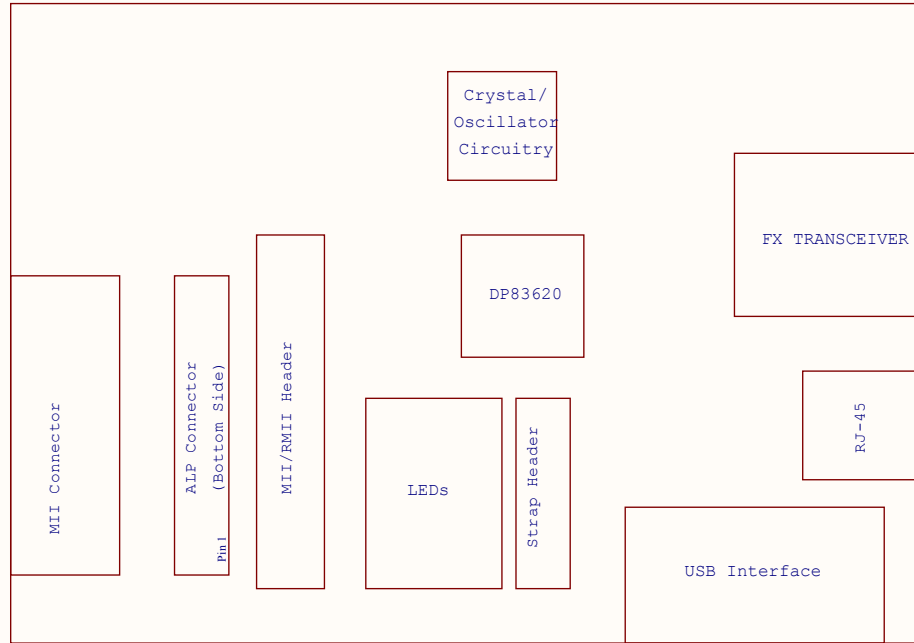 Crystal/
Oscillator
Circuitry
FX TRANSCEIVER
DP83620
MII Connector
ALP Connector
(Bottom Side)
Pin 1
MII/RMII Header
LEDs
Strap Header
RJ-45
USB Interface